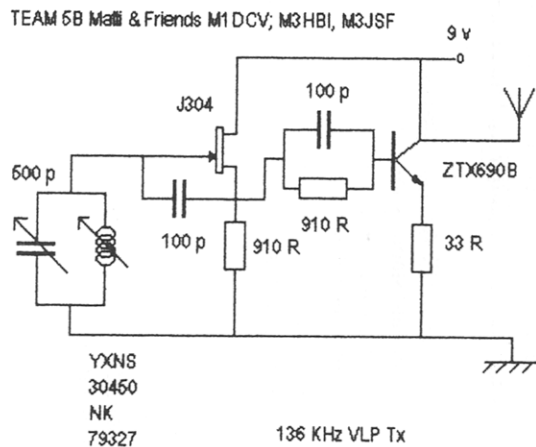 TEAM 5B Matti & Friends M1DCV; M3HBI, M3JSF
9 v
J304
100 p
500 p
ZTX690B
100 p
910 R
910 R
33 R
YXNS
30450
NK
79327
136 KHz VLP Tx